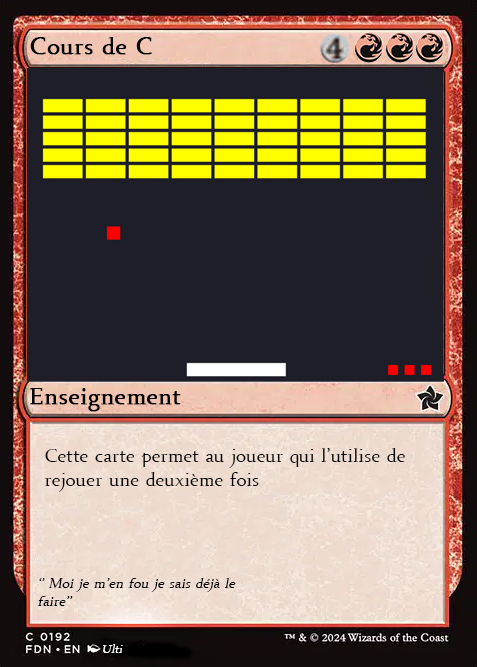 Cours de C
4
Enseignement
Cette carte permet au joueur qui l'utilise de
rejouer une deuxième fois
‘’ Moi je m'en fou je sais déjà le
faire’’
C 0192
FDN • EN Ulti
™ & © 2024 Wizards of the Coast